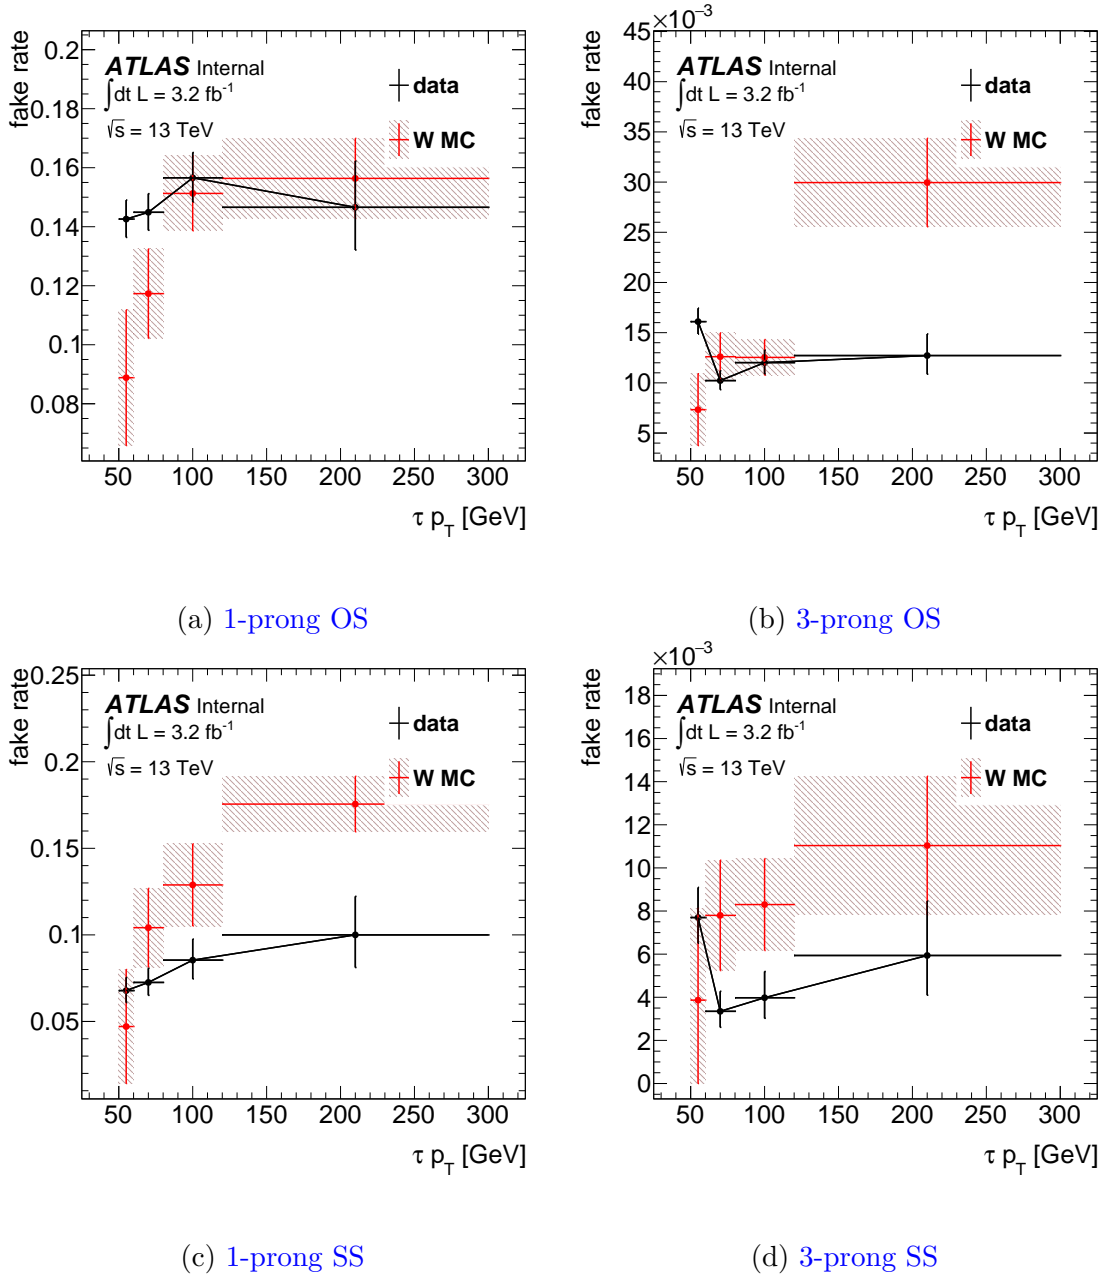 fake rate
0.2
0.18
0.16
0.14
0.12
0.1
0.08
ATLAS Internal
∫dt L = 3.2 fb⁻¹
√s = 13 TeV
data
W MC
50 100 150 200 250 300
τ p_T [GeV]
(a) 1-prong OS
×10⁻³
fake rate
45
40
35
30
25
20
15
10
5
ATLAS Internal
∫dt L = 3.2 fb⁻¹
√s = 13 TeV
data
W MC
50 100 150 200 250 300
τ p_T [GeV]
(b) 3-prong OS
fake rate
0.25
0.2
0.15
0.1
0.05
ATLAS Internal
∫dt L = 3.2 fb⁻¹
√s = 13 TeV
data
W MC
50 100 150 200 250 300
τ p_T [GeV]
(c) 1-prong SS
×10⁻³
fake rate
18
16
14
12
10
8
6
4
2
0
ATLAS Internal
∫dt L = 3.2 fb⁻¹
√s = 13 TeV
data
W MC
50 100 150 200 250 300
τ p_T [GeV]
(d) 3-prong SS